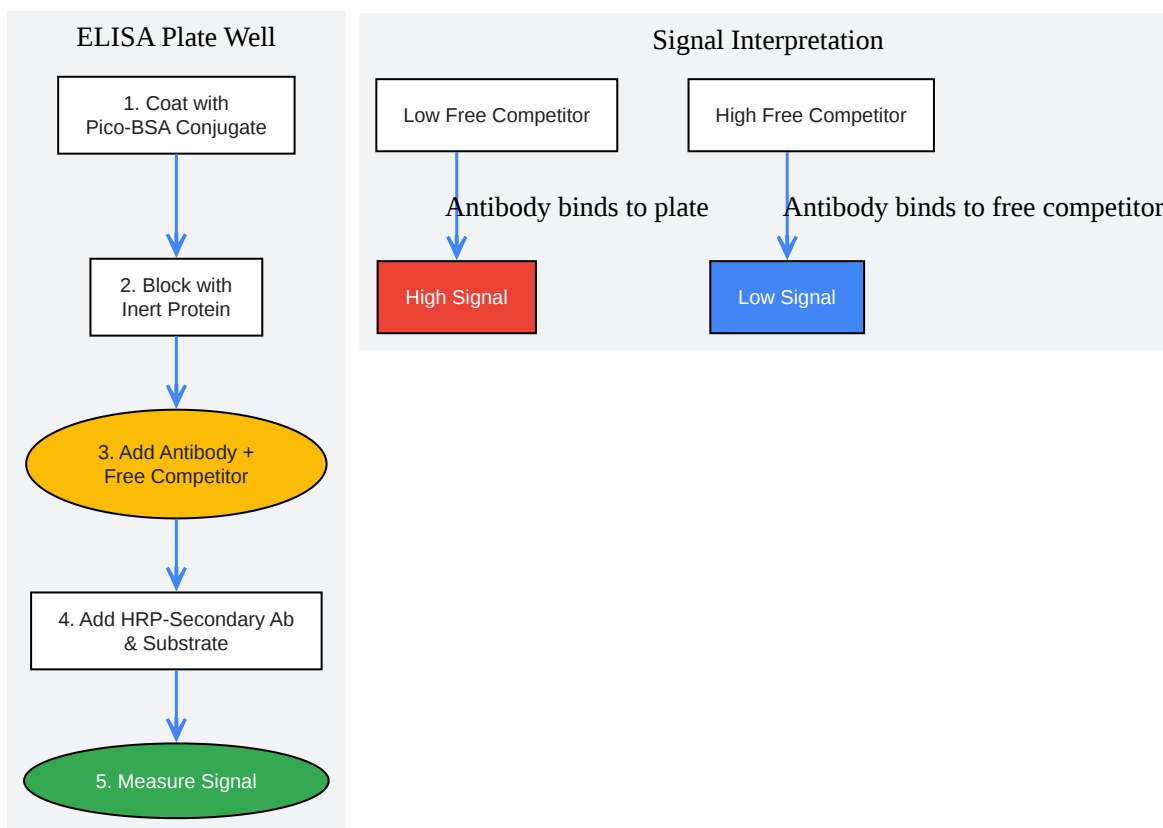 ELISA Plate Well
1. Coat with
Pico-BSA Conjugate
2. Block with
Inert Protein
3. Add Antibody +
Free Competitor
4. Add HRP-Secondary Ab
& Substrate
5. Measure Signal
Signal Interpretation
Low Free Competitor
High Free Competitor
Antibody binds to plate
Antibody binds to free competitor
High Signal
Low Signal